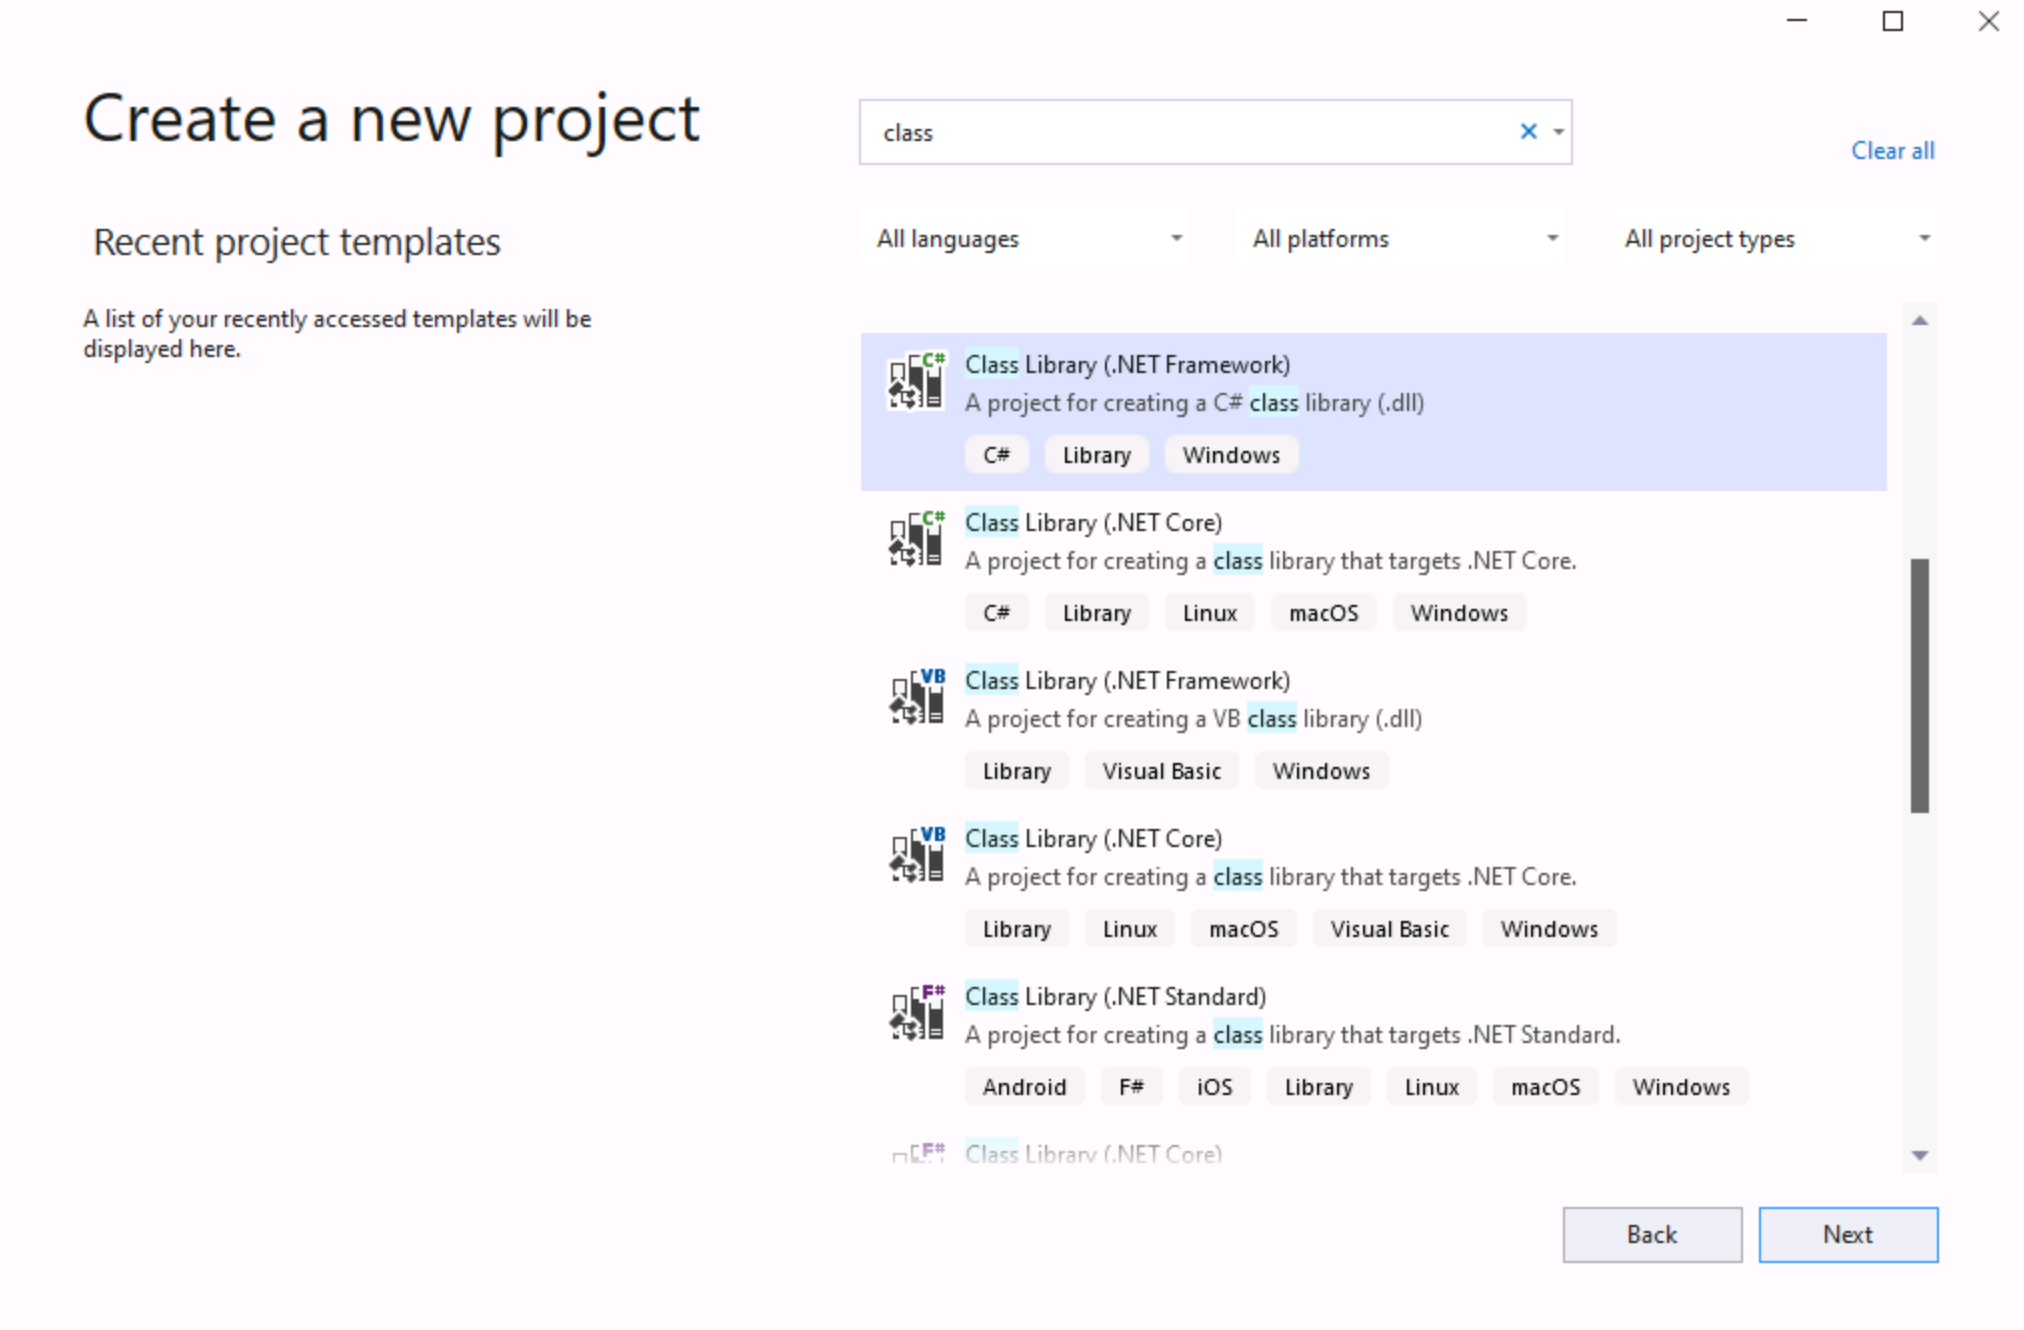 Create a new project
class
Clear all
Recent project templates
All languages
All platforms
All project types
A list of your recently accessed templates will be
displayed here.
C#
Class Library (.NET Framework)
A project for creating a C# class library (.dll)
C# Library Windows
C#
Class Library (.NET Core)
A project for creating a class library that targets .NET Core.
C# Library Linux macOS Windows
VB
Class Library (.NET Framework)
A project for creating a VB class library (.dll)
Library Visual Basic Windows
VB
Class Library (.NET Core)
A project for creating a class library that targets .NET Core.
Library Linux macOS Visual Basic Windows
F#
Class Library (.NET Standard)
A project for creating a class library that targets .NET Standard.
Android F# iOS Library Linux macOS Windows
F#
Class Library (.NET Core)
Back
Next